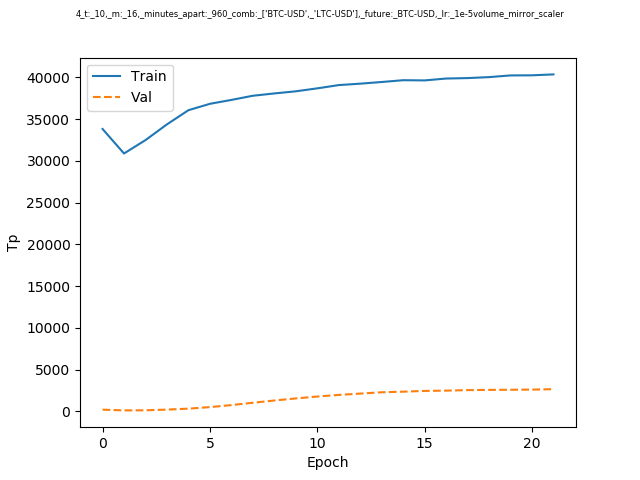 4_t:_10,_m:_16,_minutes_apart:_960_comb:_['BTC-USD',_'LTC-USD'],_future:_BTC-USD,_lr:_1e-5volume_mirror_scaler
Train
Val
40000
35000
30000
25000
20000
15000
10000
5000
0
Tp
0 5 10 15 20
Epoch